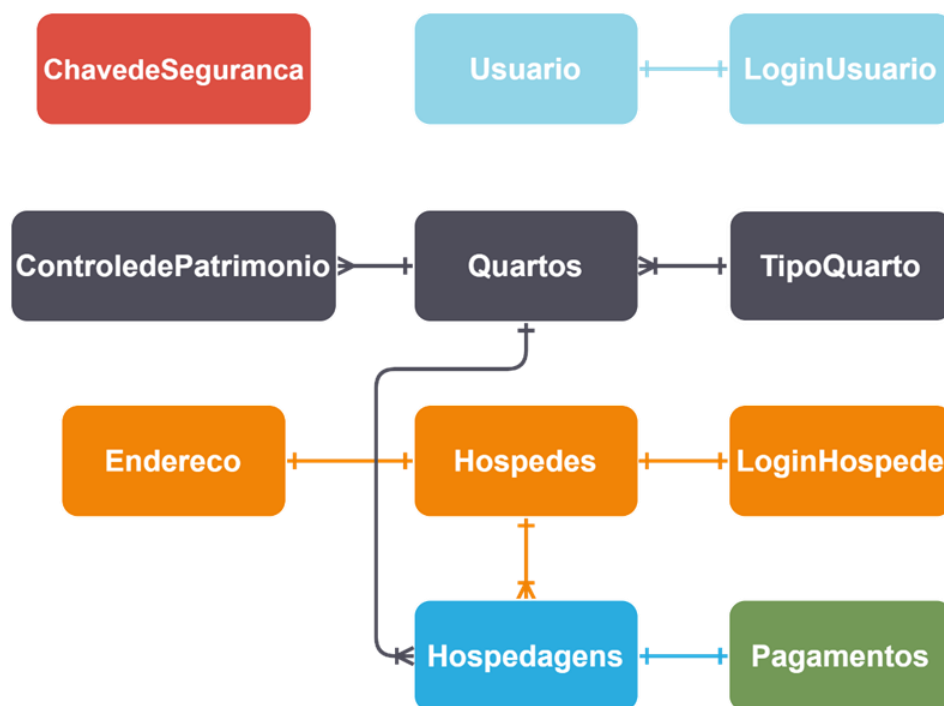 ChavedeSeguranca
Usuario
LoginUsuario
ControledePatrimonio
Quartos
TipoQuarto
Endereco
Hospedes
LoginHospede
Hospedagens
Pagamentos